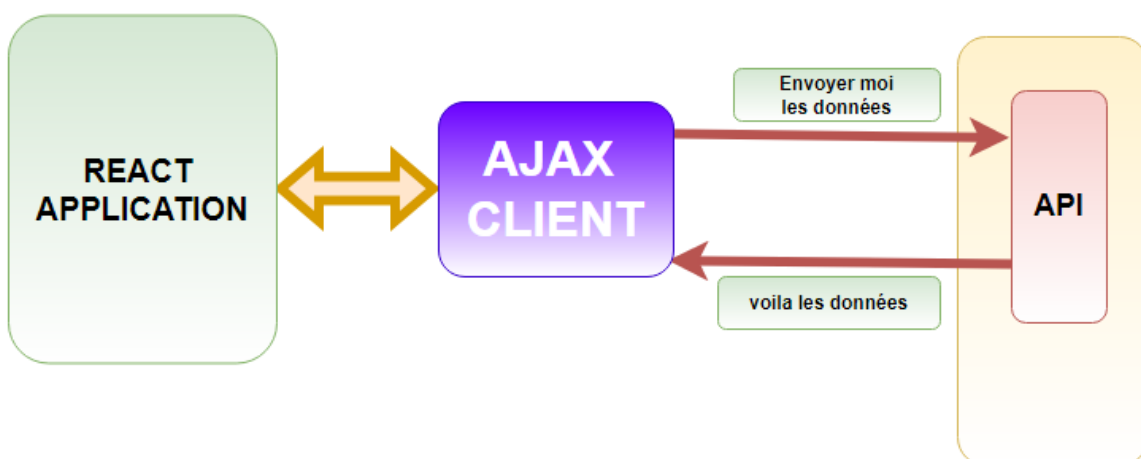 REACT
APPLICATION
AJAX
CLIENT
Envoyer moi
les données
voila les données
API